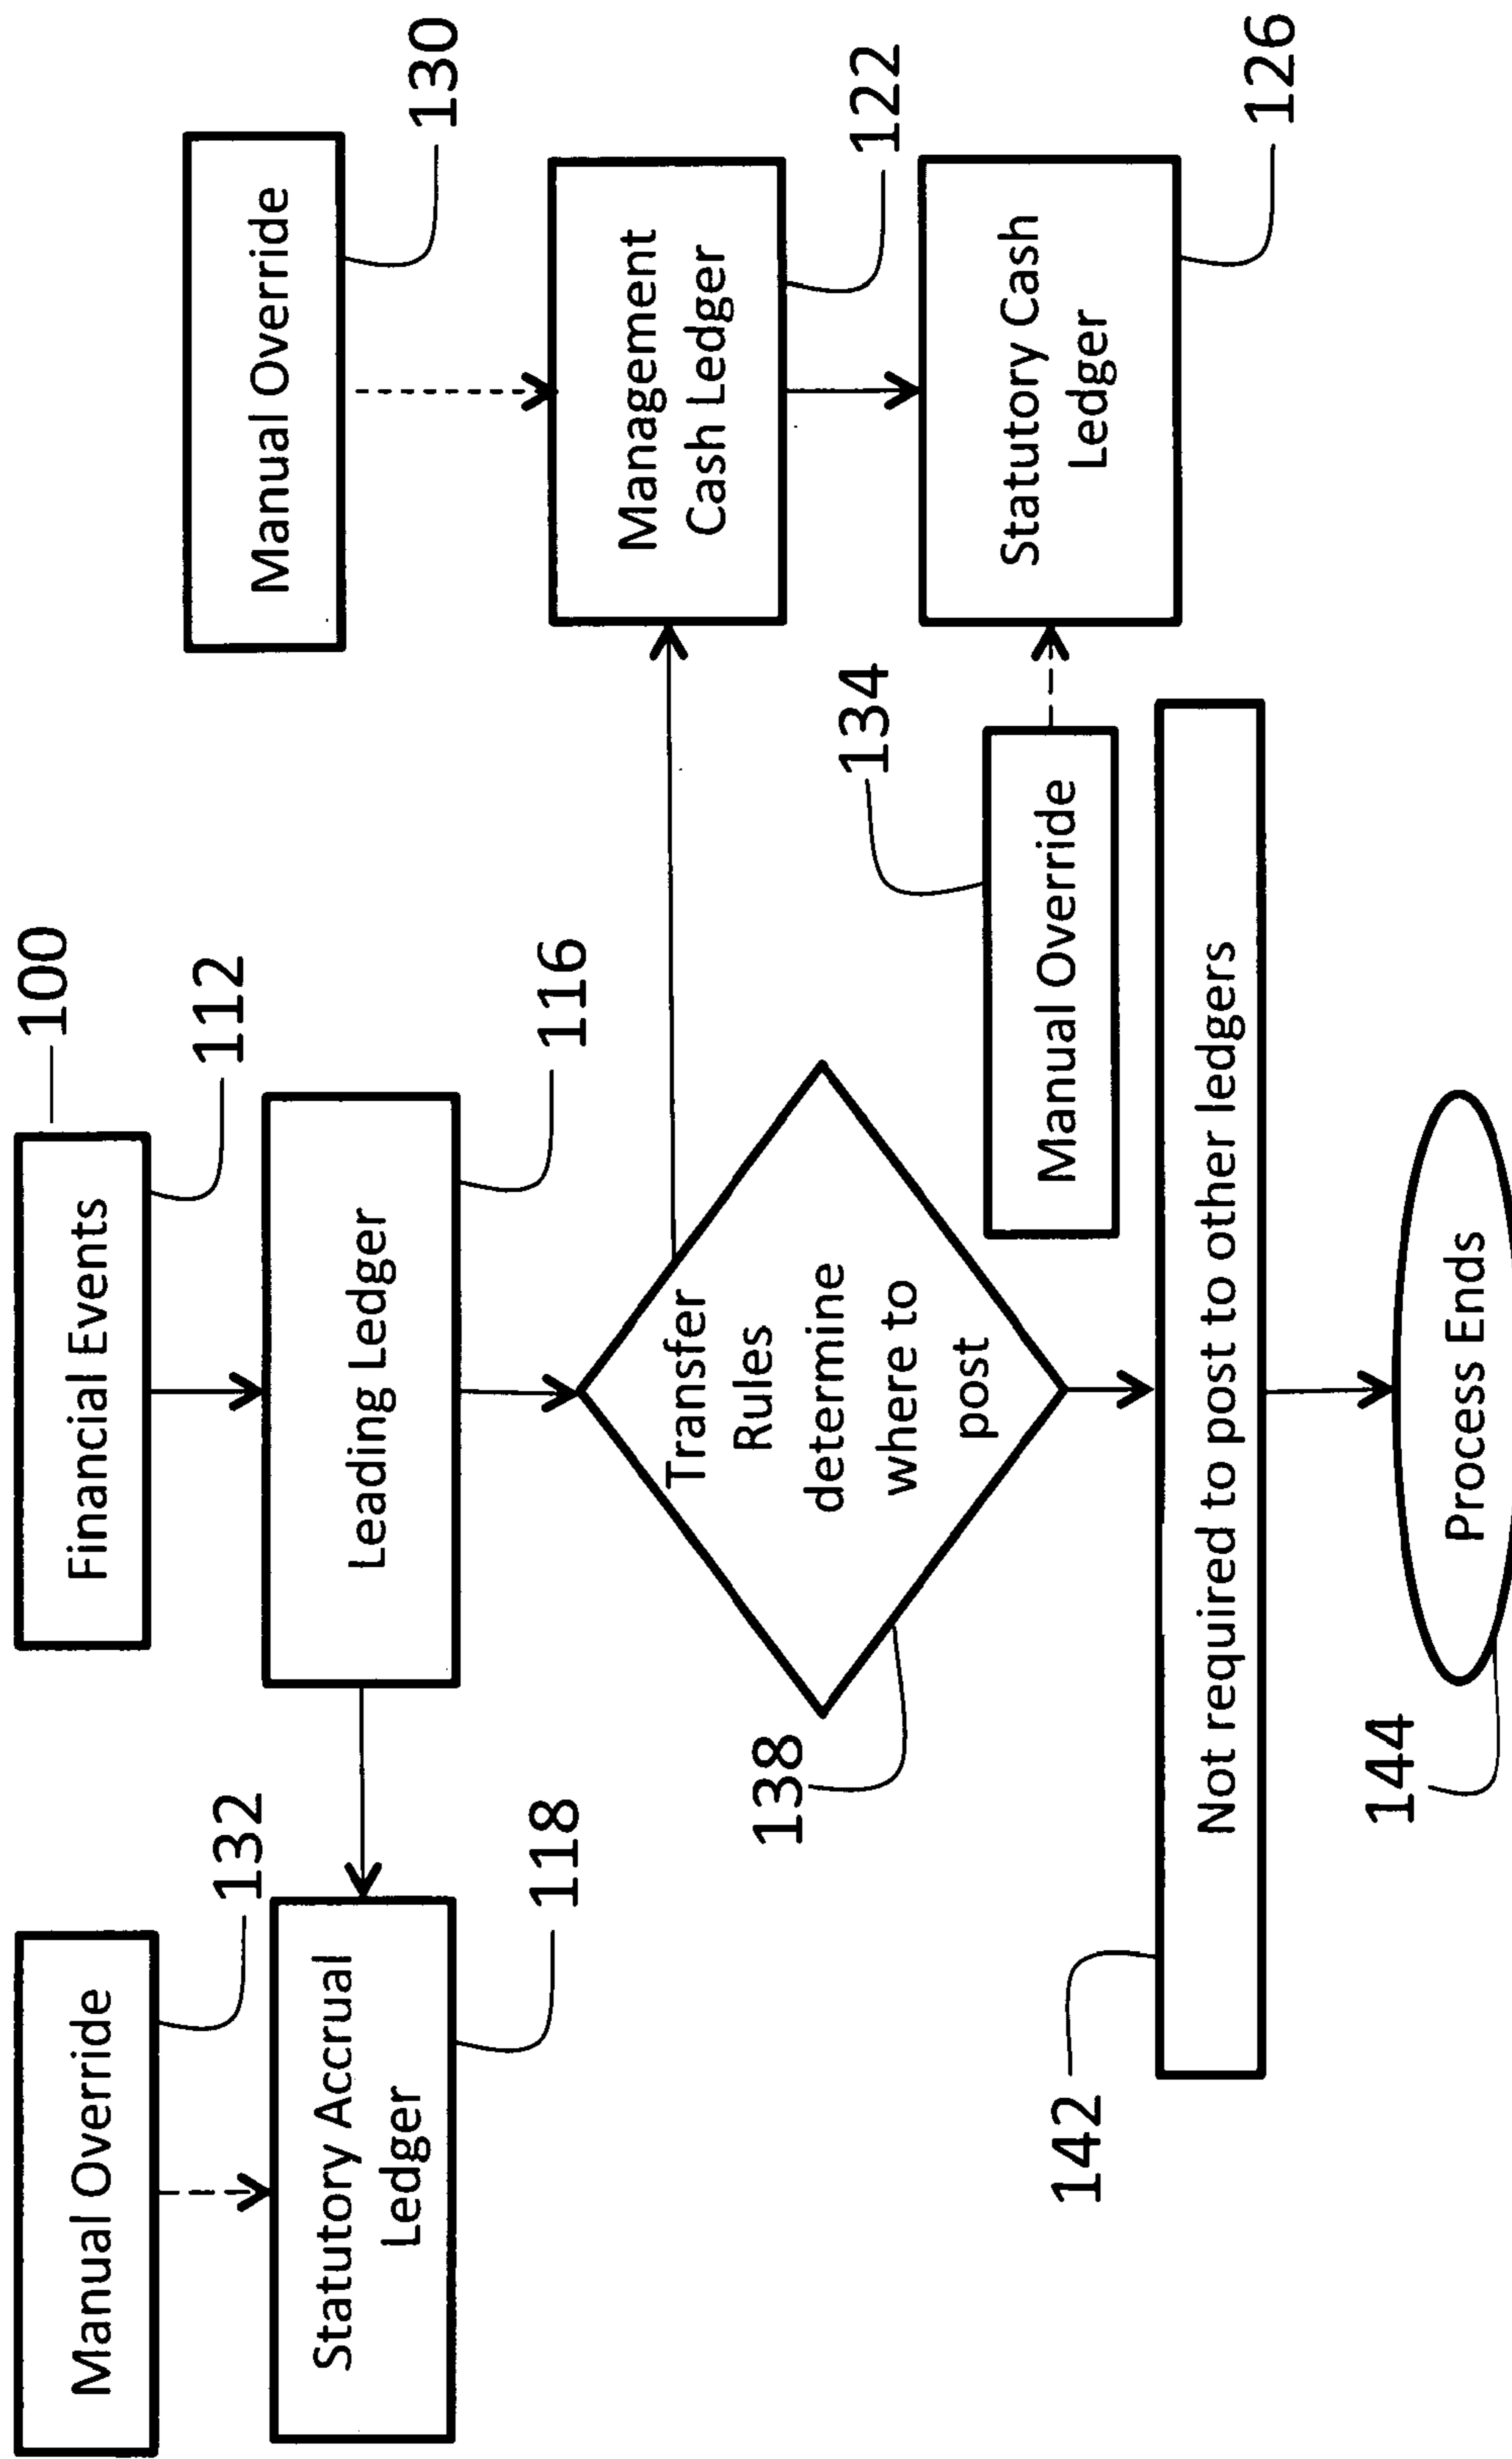 100
Manual Override
132
Financial Events
112
Manual Override
130
Statutory Accrual
Ledger
118
Leading Ledger
116
Transfer
Rules
determine
where to
post
138
Management
Cash Ledger
122
134
Manual Override
Statutory Cash
Ledger
126
142
Not required to post to other ledgers
144
Process Ends